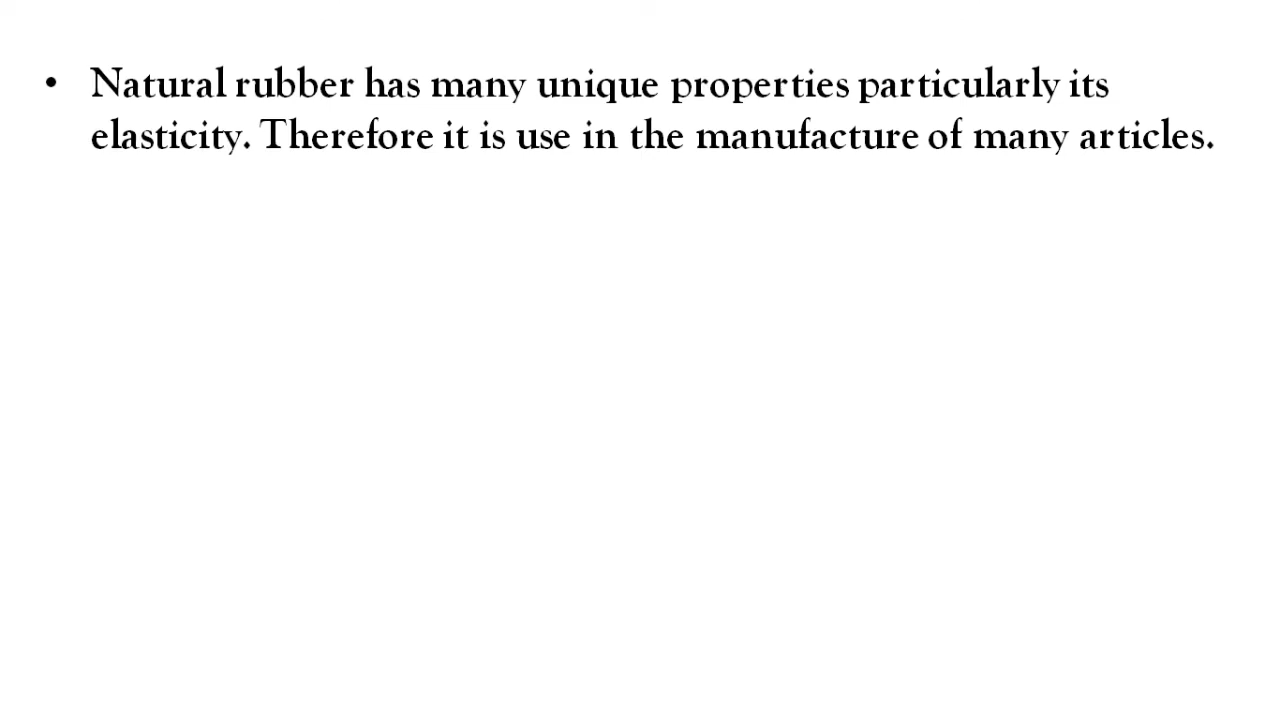 • Natural rubber has many unique properties particularly its
elasticity. Therefore it is use in the manufacture of many articles.